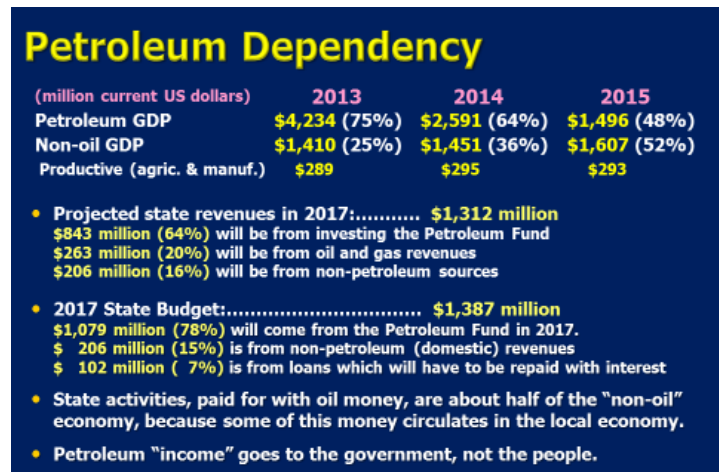 Petroleum Dependency
(million current US dollars) 2013 2014 2015
Petroleum GDP $4,234 (75%) $2,591 (64%) $1,496 (48%)
Non-oil GDP $1,410 (25%) $1,451 (36%) $1,607 (52%)
Productive (agric. & manuf.) $289 $295 $293
• Projected state revenues in 2017:........... $1,312 million
$843 million (64%) will be from investing the Petroleum Fund
$263 million (20%) will be from oil and gas revenues
$206 million (16%) will be from non-petroleum sources
• 2017 State Budget:................................. $1,387 million
$1,079 million (78%) will come from the Petroleum Fund in 2017.
$ 206 million (15%) is from non-petroleum (domestic) revenues
$ 102 million ( 7%) is from loans which will have to be repaid with interest
• State activities, paid for with oil money, are about half of the “non-oil”
economy, because some of this money circulates in the local economy.
• Petroleum “income” goes to the government, not the people.